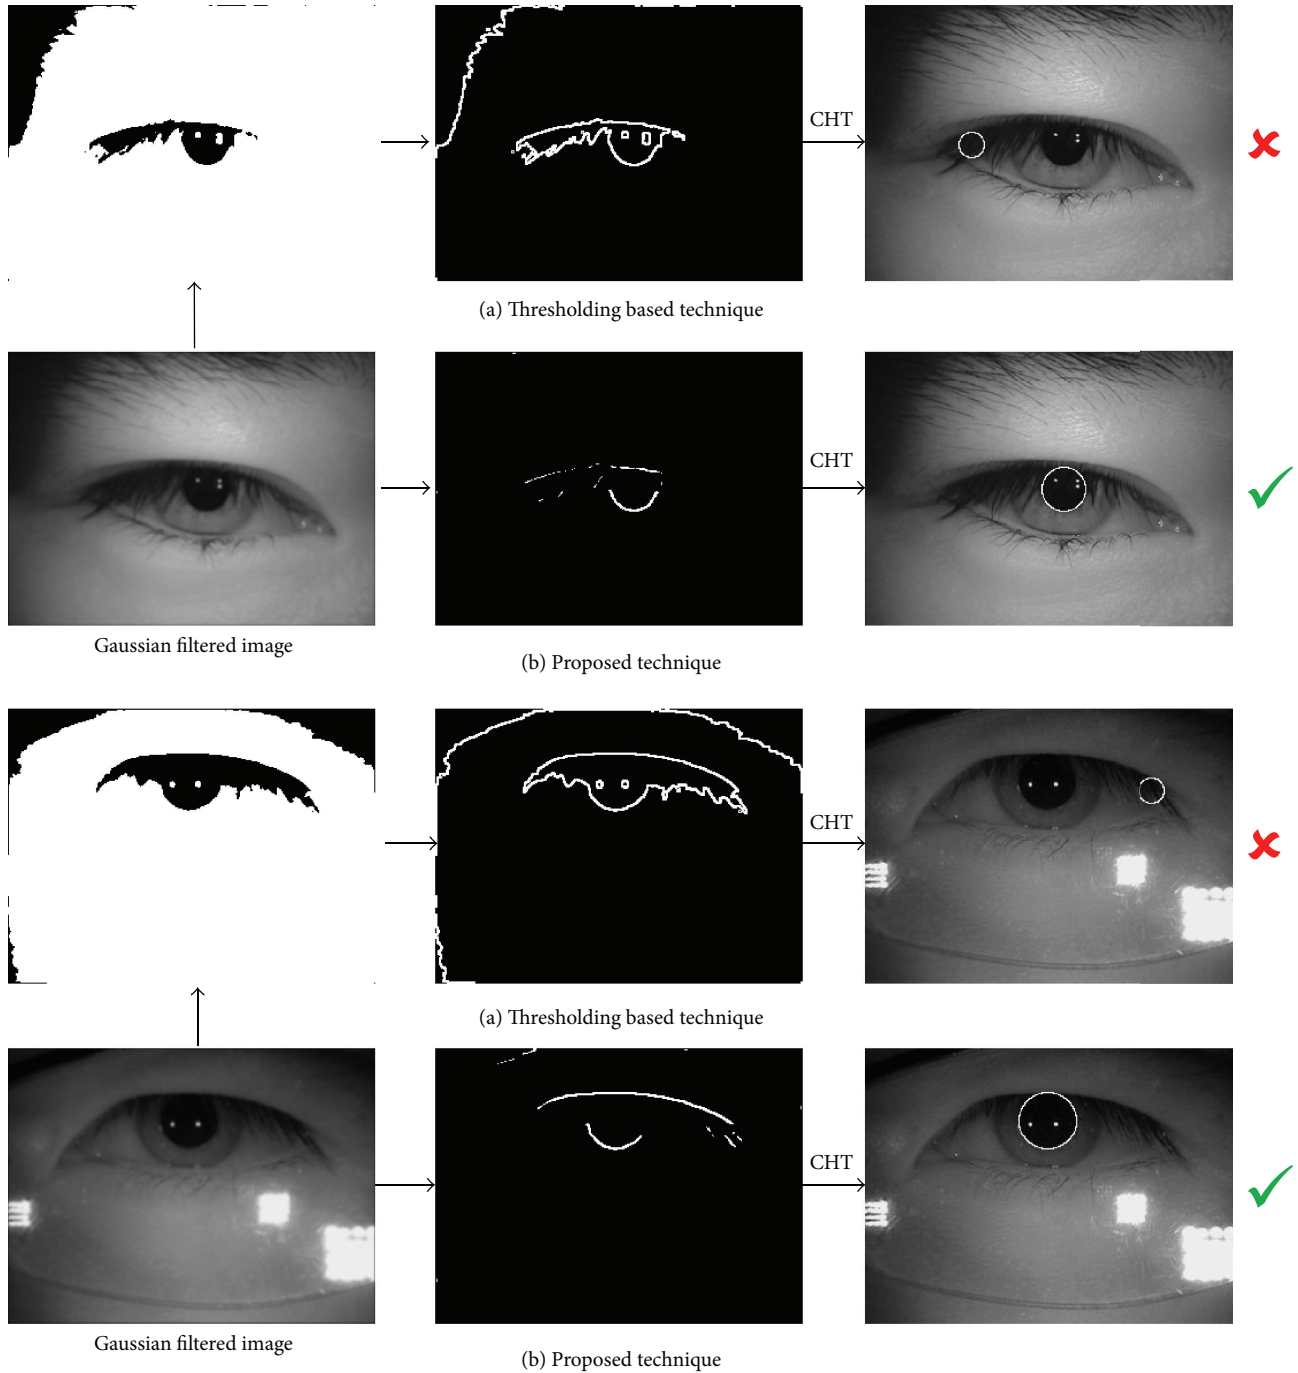 CHT
(a) Thresholding based technique
CHT
Gaussian filtered image
(b) Proposed technique
CHT
(a) Thresholding based technique
CHT
Gaussian filtered image
(b) Proposed technique